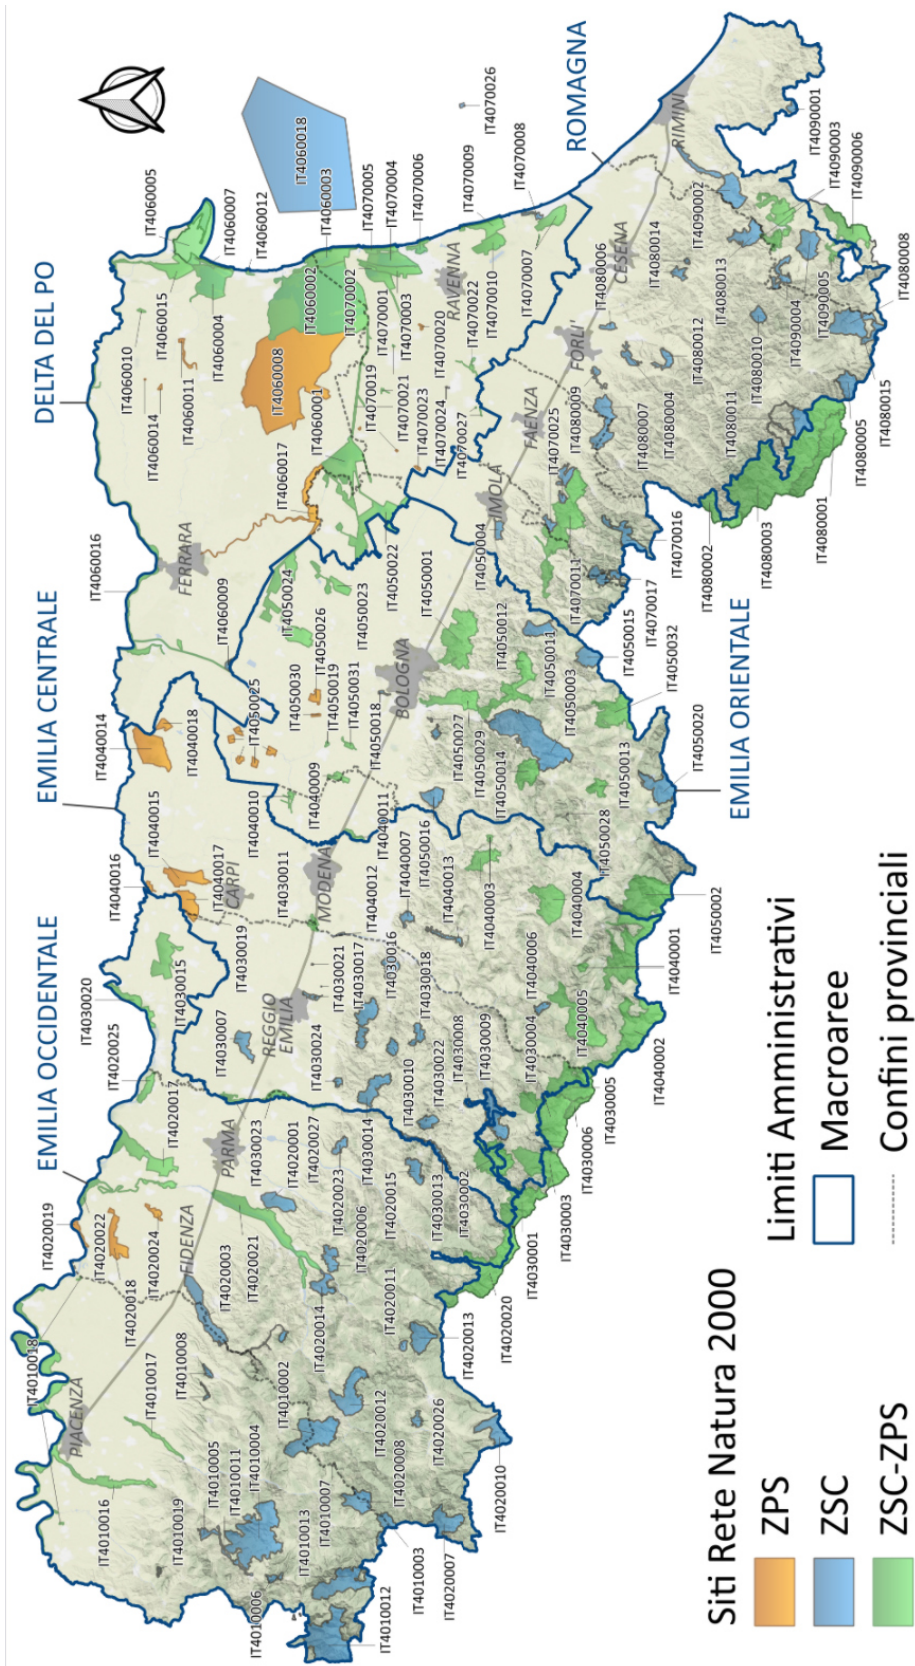 EMILIA OCCIDENTALE
EMILIA CENTRALE
DELTA DEL PO
ROMAGNA
EMILIA ORIENTALE
PIACENZA
FIDENZA
PARMA
REGGIO
EMILIA
CARPI
MODENA
BOLOGNA
FERRARA
IMOLA
FAENZA
FORLI'
CESENA
RAVENNA
RIMINI
IT4010018
IT4020019
IT4020022
IT4020018
IT4020024
IT4020025
IT4020017
IT4030020
IT4030015
IT4030007
IT4030019
IT4040016
IT4040015
IT4040017
IT4040014
IT4040018
IT4060016
IT4060009
IT4060010
IT4060014
IT4060011
IT4060005
IT4060015
IT4060004
IT4060007
IT4060012
IT4060018
IT4060008
IT4060001
IT4060017
IT4060002
IT4060003
IT4070002
IT4070001
IT4070003
IT4070005
IT4070004
IT4070006
IT4070026
IT4070009
IT4070008
IT4070007
IT4070010
IT4070022
IT4070020
IT4070019
IT4070021
IT4070023
IT4070024
IT4070027
IT4070025
IT4070011
IT4070016
IT4070017
IT4050024
IT4050026
IT4050023
IT4050022
IT4050001
IT4050004
IT4050025
IT4050030
IT4050019
IT4050031
IT4050018
IT4050012
IT4050011
IT4050003
IT4050027
IT4050029
IT4050014
IT4050013
IT4050015
IT4050032
IT4050020
IT4050028
IT4050016
IT4050002
IT4040010
IT4040009
IT4040011
IT4040007
IT4040012
IT4040013
IT4040003
IT4040004
IT4040006
IT4040005
IT4040001
IT4040002
IT4030011
IT4030021
IT4030017
IT4030016
IT4030018
IT4030024
IT4030023
IT4030010
IT4030022
IT4030008
IT4030009
IT4030004
IT4030005
IT4030006
IT4030003
IT4030001
IT4030014
IT4030013
IT4030002
IT4020001
IT4020027
IT4020023
IT4020006
IT4020015
IT4020003
IT4020021
IT4020014
IT4020011
IT4020013
IT4020020
IT4020012
IT4020008
IT4020026
IT4020010
IT4020007
IT4010017
IT4010008
IT4010002
IT4010016
IT4010019
IT4010005
IT4010011
IT4010004
IT4010013
IT4010007
IT4010006
IT4010012
IT4010003
IT4080006
IT4080014
IT4080013
IT4080009
IT4080007
IT4080004
IT4080012
IT4080011
IT4080010
IT4080002
IT4080003
IT4080001
IT4080005
IT4080015
IT4080008
IT4090001
IT4090003
IT4090006
IT4090002
IT4090004
IT4090005
Siti Rete Natura 2000
ZPS
ZSC
ZSC-ZPS
Limiti Amministrativi
Macroaree
Confini provinciali